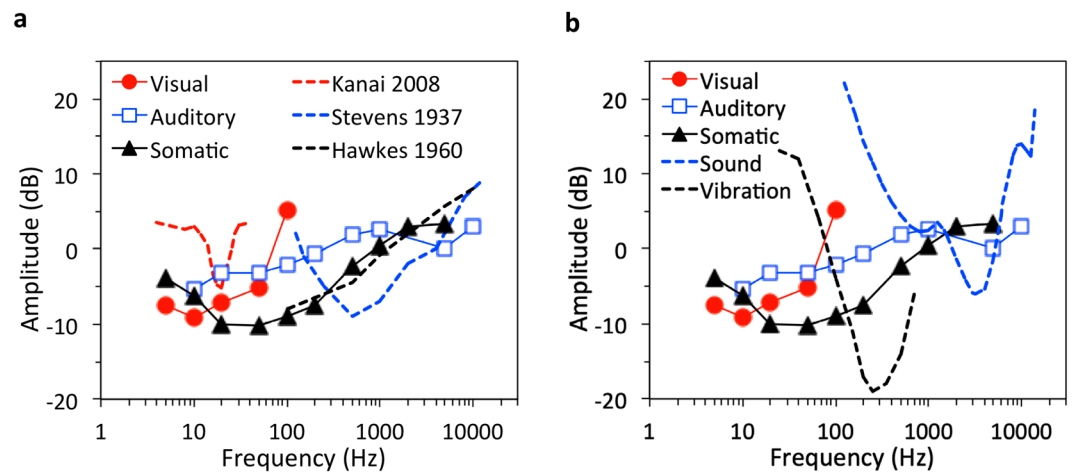 a
Amplitude (dB)
20
10
0
-10
-20
Visual
Auditory
Somatic
Kanai 2008
Stevens 1937
Hawkes 1960
1 10 100 1000 10000
Frequency (Hz)
b
Amplitude (dB)
20
10
0
-10
-20
Visual
Auditory
Somatic
Sound
Vibration
1 10 100 1000 10000
Frequency (Hz)